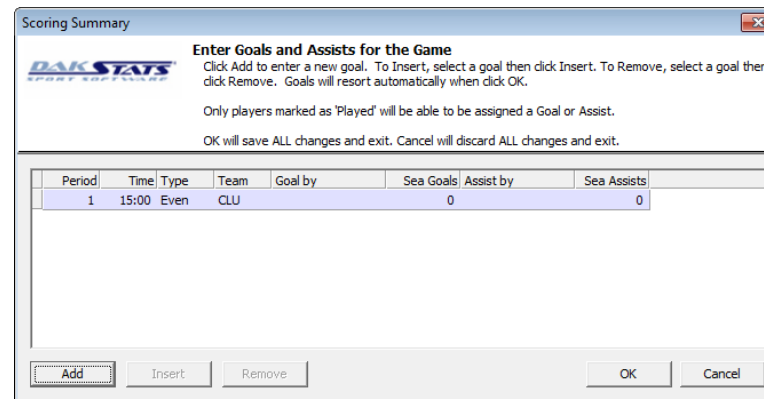 Scoring Summary
Enter Goals and Assists for the Game
DAKSTATS
SPORT SOFTWARE
Click Add to enter a new goal. To Insert, select a goal then click Insert. To Remove, select a goal then
click Remove. Goals will resort automatically when click OK.
Only players marked as 'Played' will be able to be assigned a Goal or Assist.
OK will save ALL changes and exit. Cancel will discard ALL changes and exit.
Period Time Type Team Goal by Sea Goals Assist by Sea Assists
1 15:00 Even CLU 0 0
Add Insert Remove OK Cancel